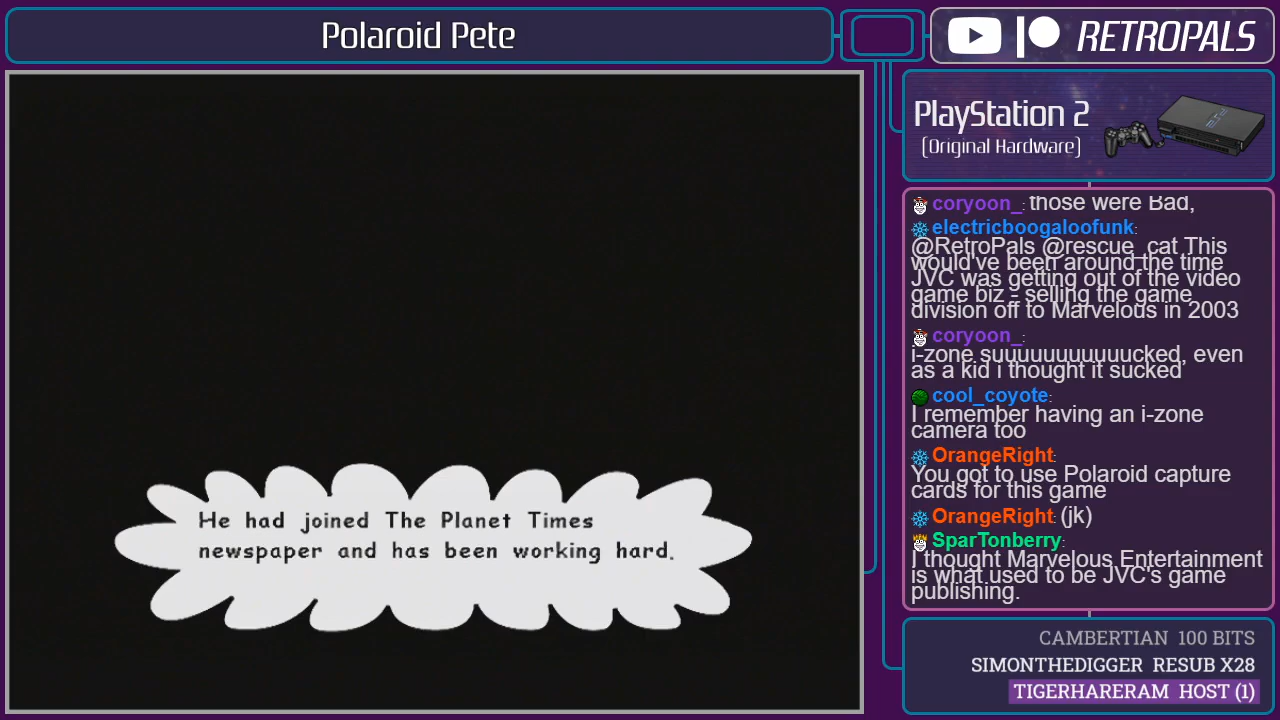 Polaroid Pete
RETROPALS
PlayStation 2
(Original Hardware)
coryoon_: those were Bad,
electricboogaloofunk:
@RetroPals @rescue_cat This
would've been around the time
JVC was getting out of the video
game biz - selling the game
division off to Marvelous in 2003
coryoon_:
i-zone suuuuuuuuuucked, even
as a kid i thought it sucked
cool_coyote:
I remember having an i-zone
camera too
OrangeRight:
You got to use Polaroid capture
cards for this game
OrangeRight: (jk)
SparTonberry:
I thought Marvelous Entertainment
is what used to be JVC's game
publishing.
He had joined The Planet Times
newspaper and has been working hard.
CAMBERTIAN 100 BITS
SIMONTHEDIGGER RESUB X28
TIGERHARERAM HOST (1)